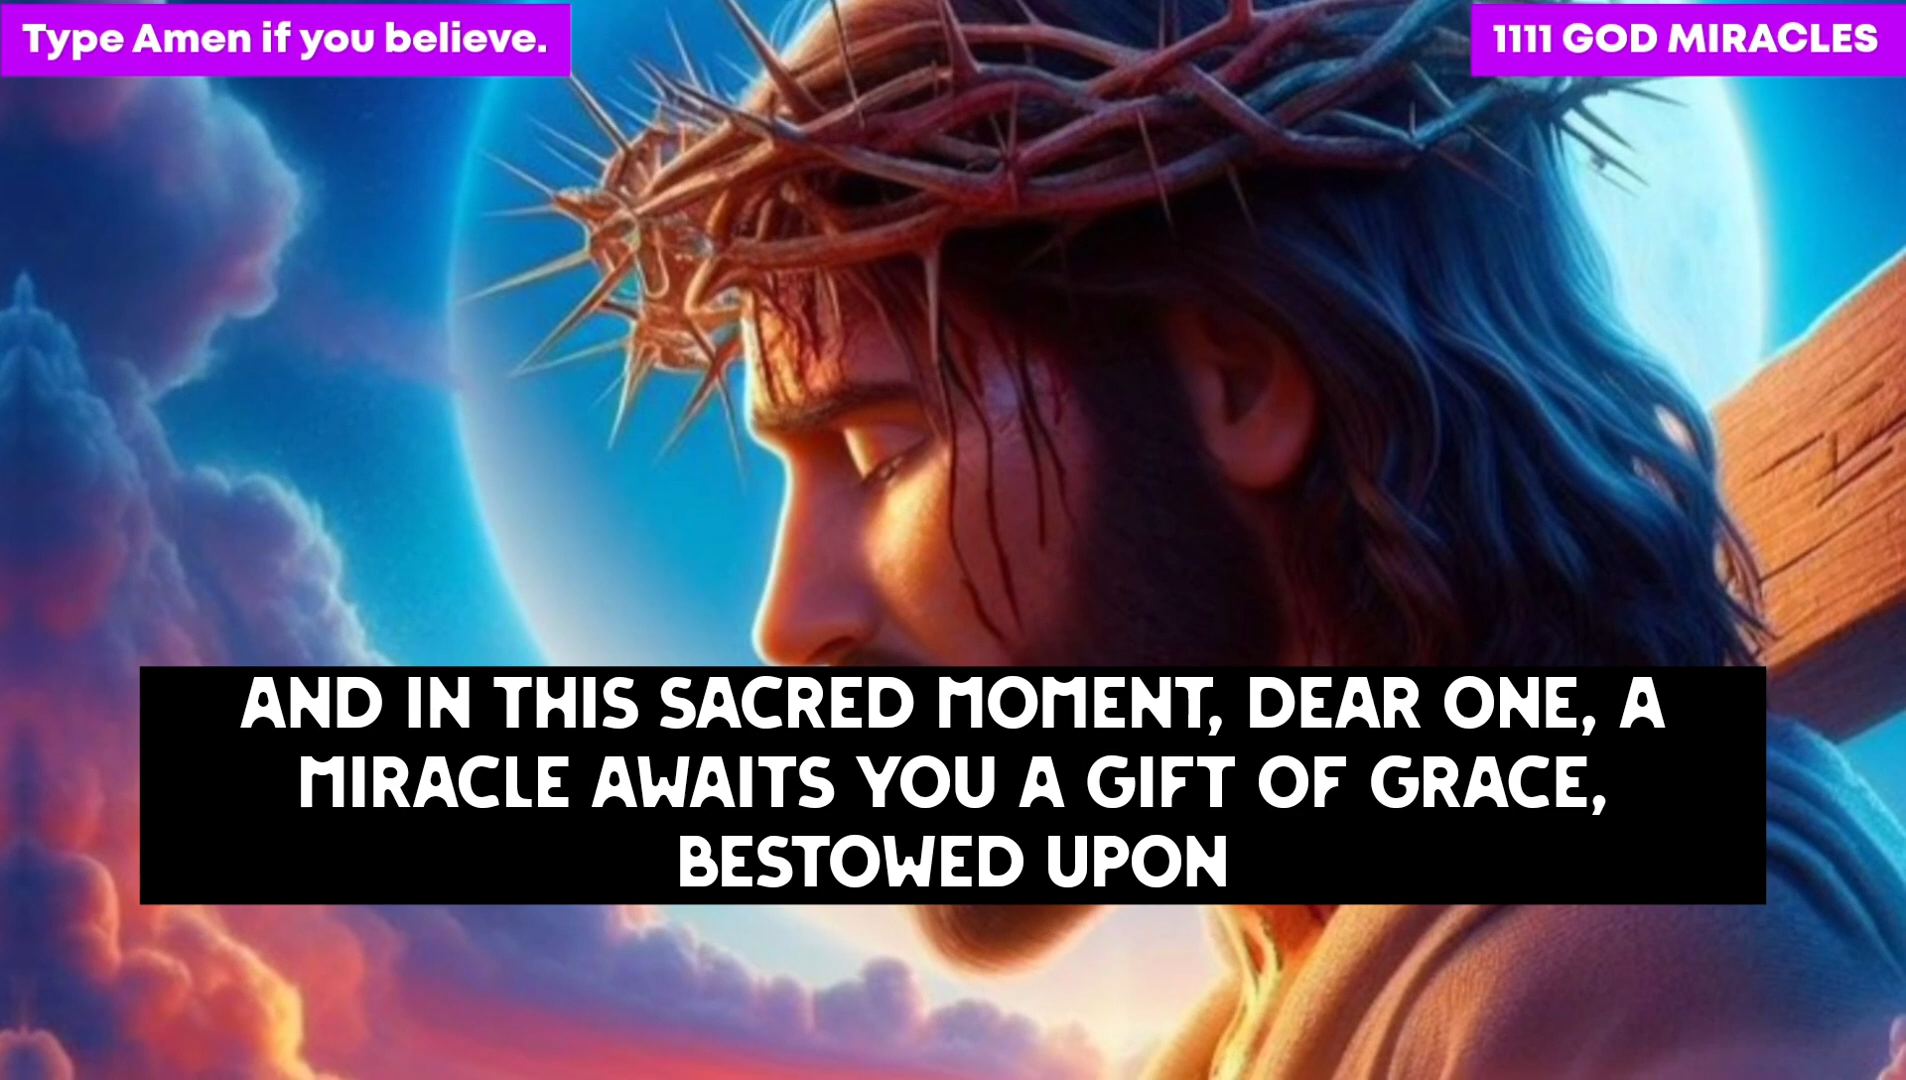 Type Amen if you believe.
1111 GOD MIRACLES
AND IN THIS SACRED MOMENT, DEAR ONE, A
MIRACLE AWAITS YOU A GIFT OF GRACE,
BESTOWED UPON